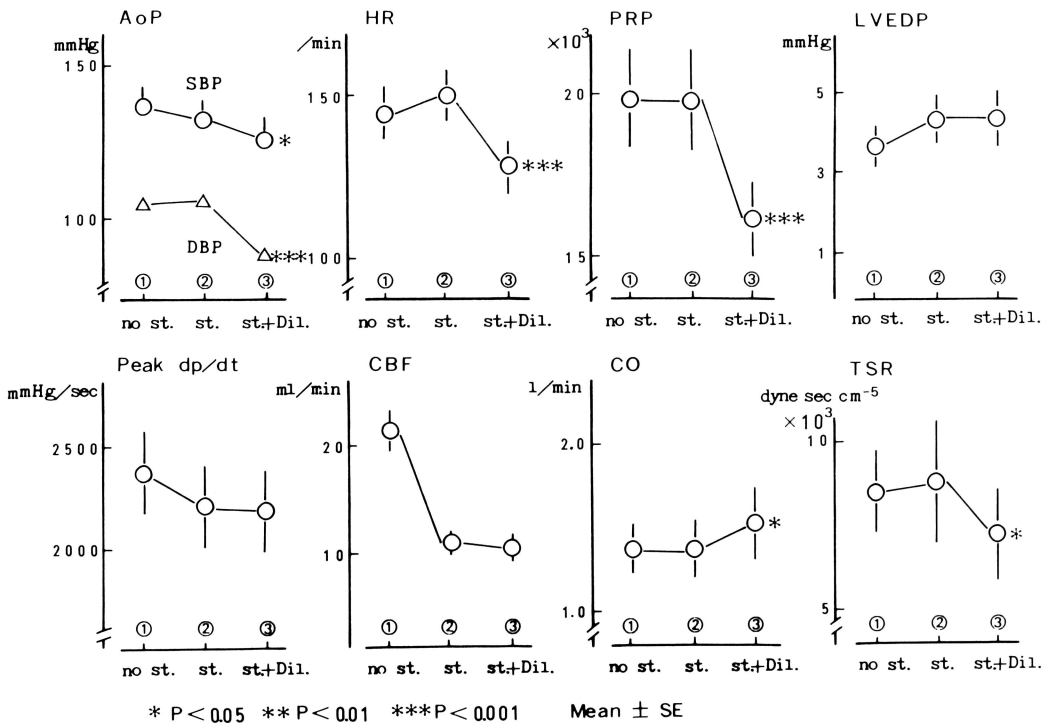 AoP
mmHg
150
100
SBP
*
DBP
***
① ② ③
no st. st. st.+Dil.
HR
/min
150
100
***
① ② ③
no st. st. st.+Dil.
PRP
×10³
20
15
***
① ② ③
no st. st. st.+Dil.
LVEDP
mmHg
5
3
1
① ② ③
no st. st. st.+Dil.
Peak dp/dt
mmHg/sec
2500
2000
① ② ③
no st. st. st.+Dil.
CBF
ml/min
20
10
① ② ③
no st. st. st.+Dil.
CO
l/min
2.0
1.0
*
① ② ③
no st. st. st.+Dil.
TSR
dyne sec cm⁻⁵
×10³
10
5
*
① ② ③
no st. st. st.+Dil.
* P<0.05 ** P<0.01 ***P<0.001 Mean ± SE